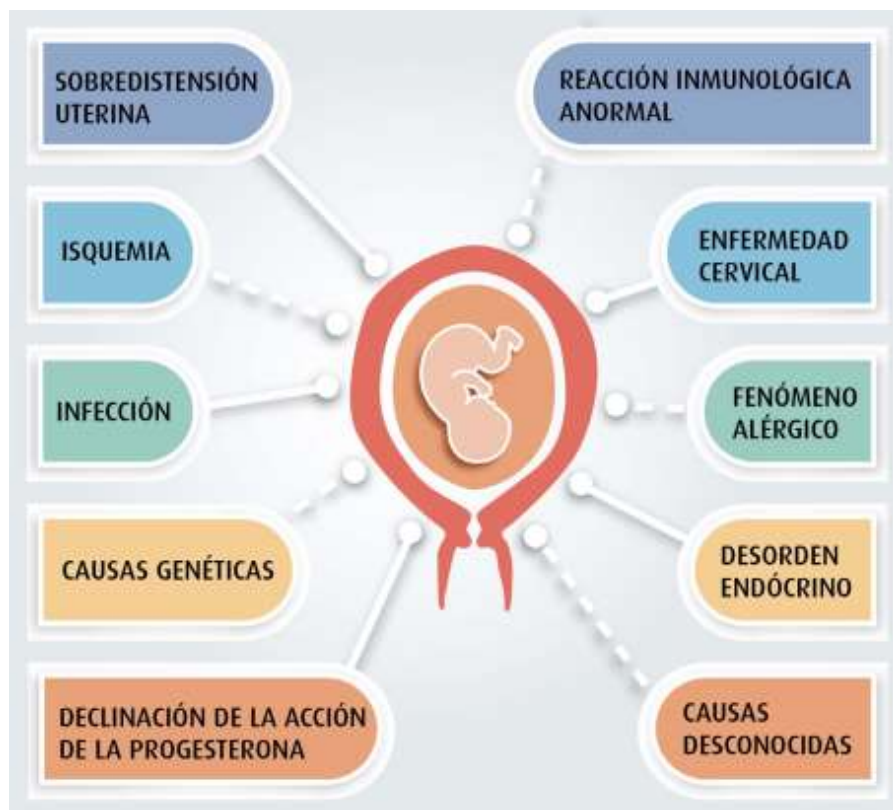 SOBREDISTENSIÓN
UTERINA
REACCIÓN INMUNOLÓGICA
ANORMAL
ISQUEMIA
ENFERMEDAD
CERVICAL
INFECCIÓN
FENÓMENO
ALÉRGICO
CAUSAS GENÉTICAS
DESORDEN
ENDÓCRINO
DECLINACIÓN DE LA ACCIÓN
DE LA PROGESTERONA
CAUSAS
DESCONOCIDAS